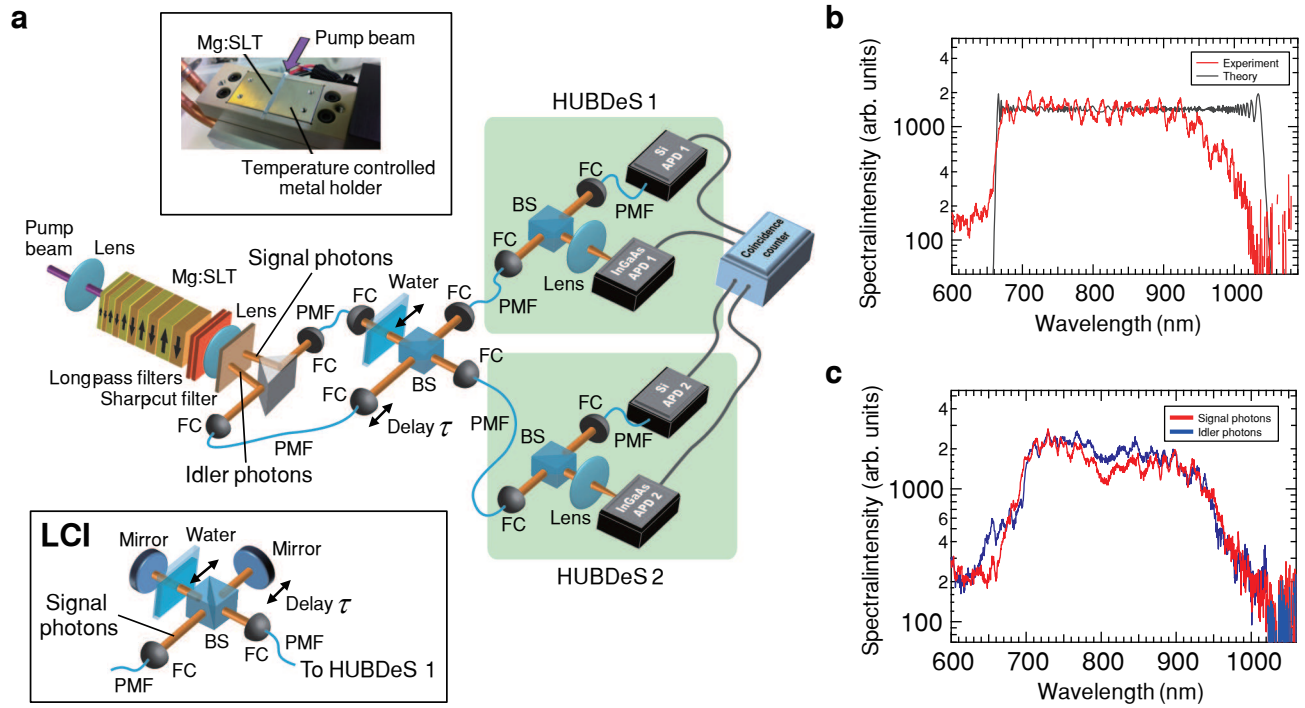 a
Mg:SLT
Pump beam
Temperature controlled
metal holder
HUBDeS 1
Si
APD 1
FC
PMF
BS
FC
Lens
InGaAs
APD 1
Coincidence
counter
Pump
beam
Lens
Mg:SLT
Signal photons
Lens
Longpass filters
Sharpcut filter
FC
Idler photons
PMF
FC
PMF
FC
Water
FC
PMF
BS
FC
FC
Delay τ
PMF
Si
APD 2
FC
PMF
BS
FC
Lens
InGaAs
APD 2
HUBDeS 2
LCI
Mirror
Water
Mirror
Delay τ
Signal
photons
BS
FC
PMF
FC
PMF
To HUBDeS 1
b
Spectralintensity (arb. units)
6
4
2
1000
6
4
2
100
600 700 800 900 1000
Wavelength (nm)
Experiment
Theory
c
Spectralintensity (arb. units)
4
2
1000
6
4
2
100
600 700 800 900 1000
Wavelength (nm)
Signal photons
Idler photons